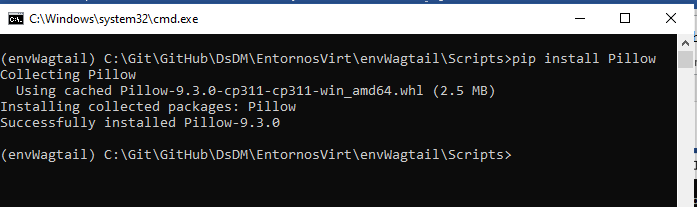 C:\Windows\system32\cmd.exe
(envWagtail) C:\Git\GitHub\DsDM\EntornosVirt\envWagtail\Scripts>pip install Pillow
Collecting Pillow
  Using cached Pillow-9.3.0-cp311-cp311-win_amd64.whl (2.5 MB)
Installing collected packages: Pillow
Successfully installed Pillow-9.3.0
(envWagtail) C:\Git\GitHub\DsDM\EntornosVirt\envWagtail\Scripts>